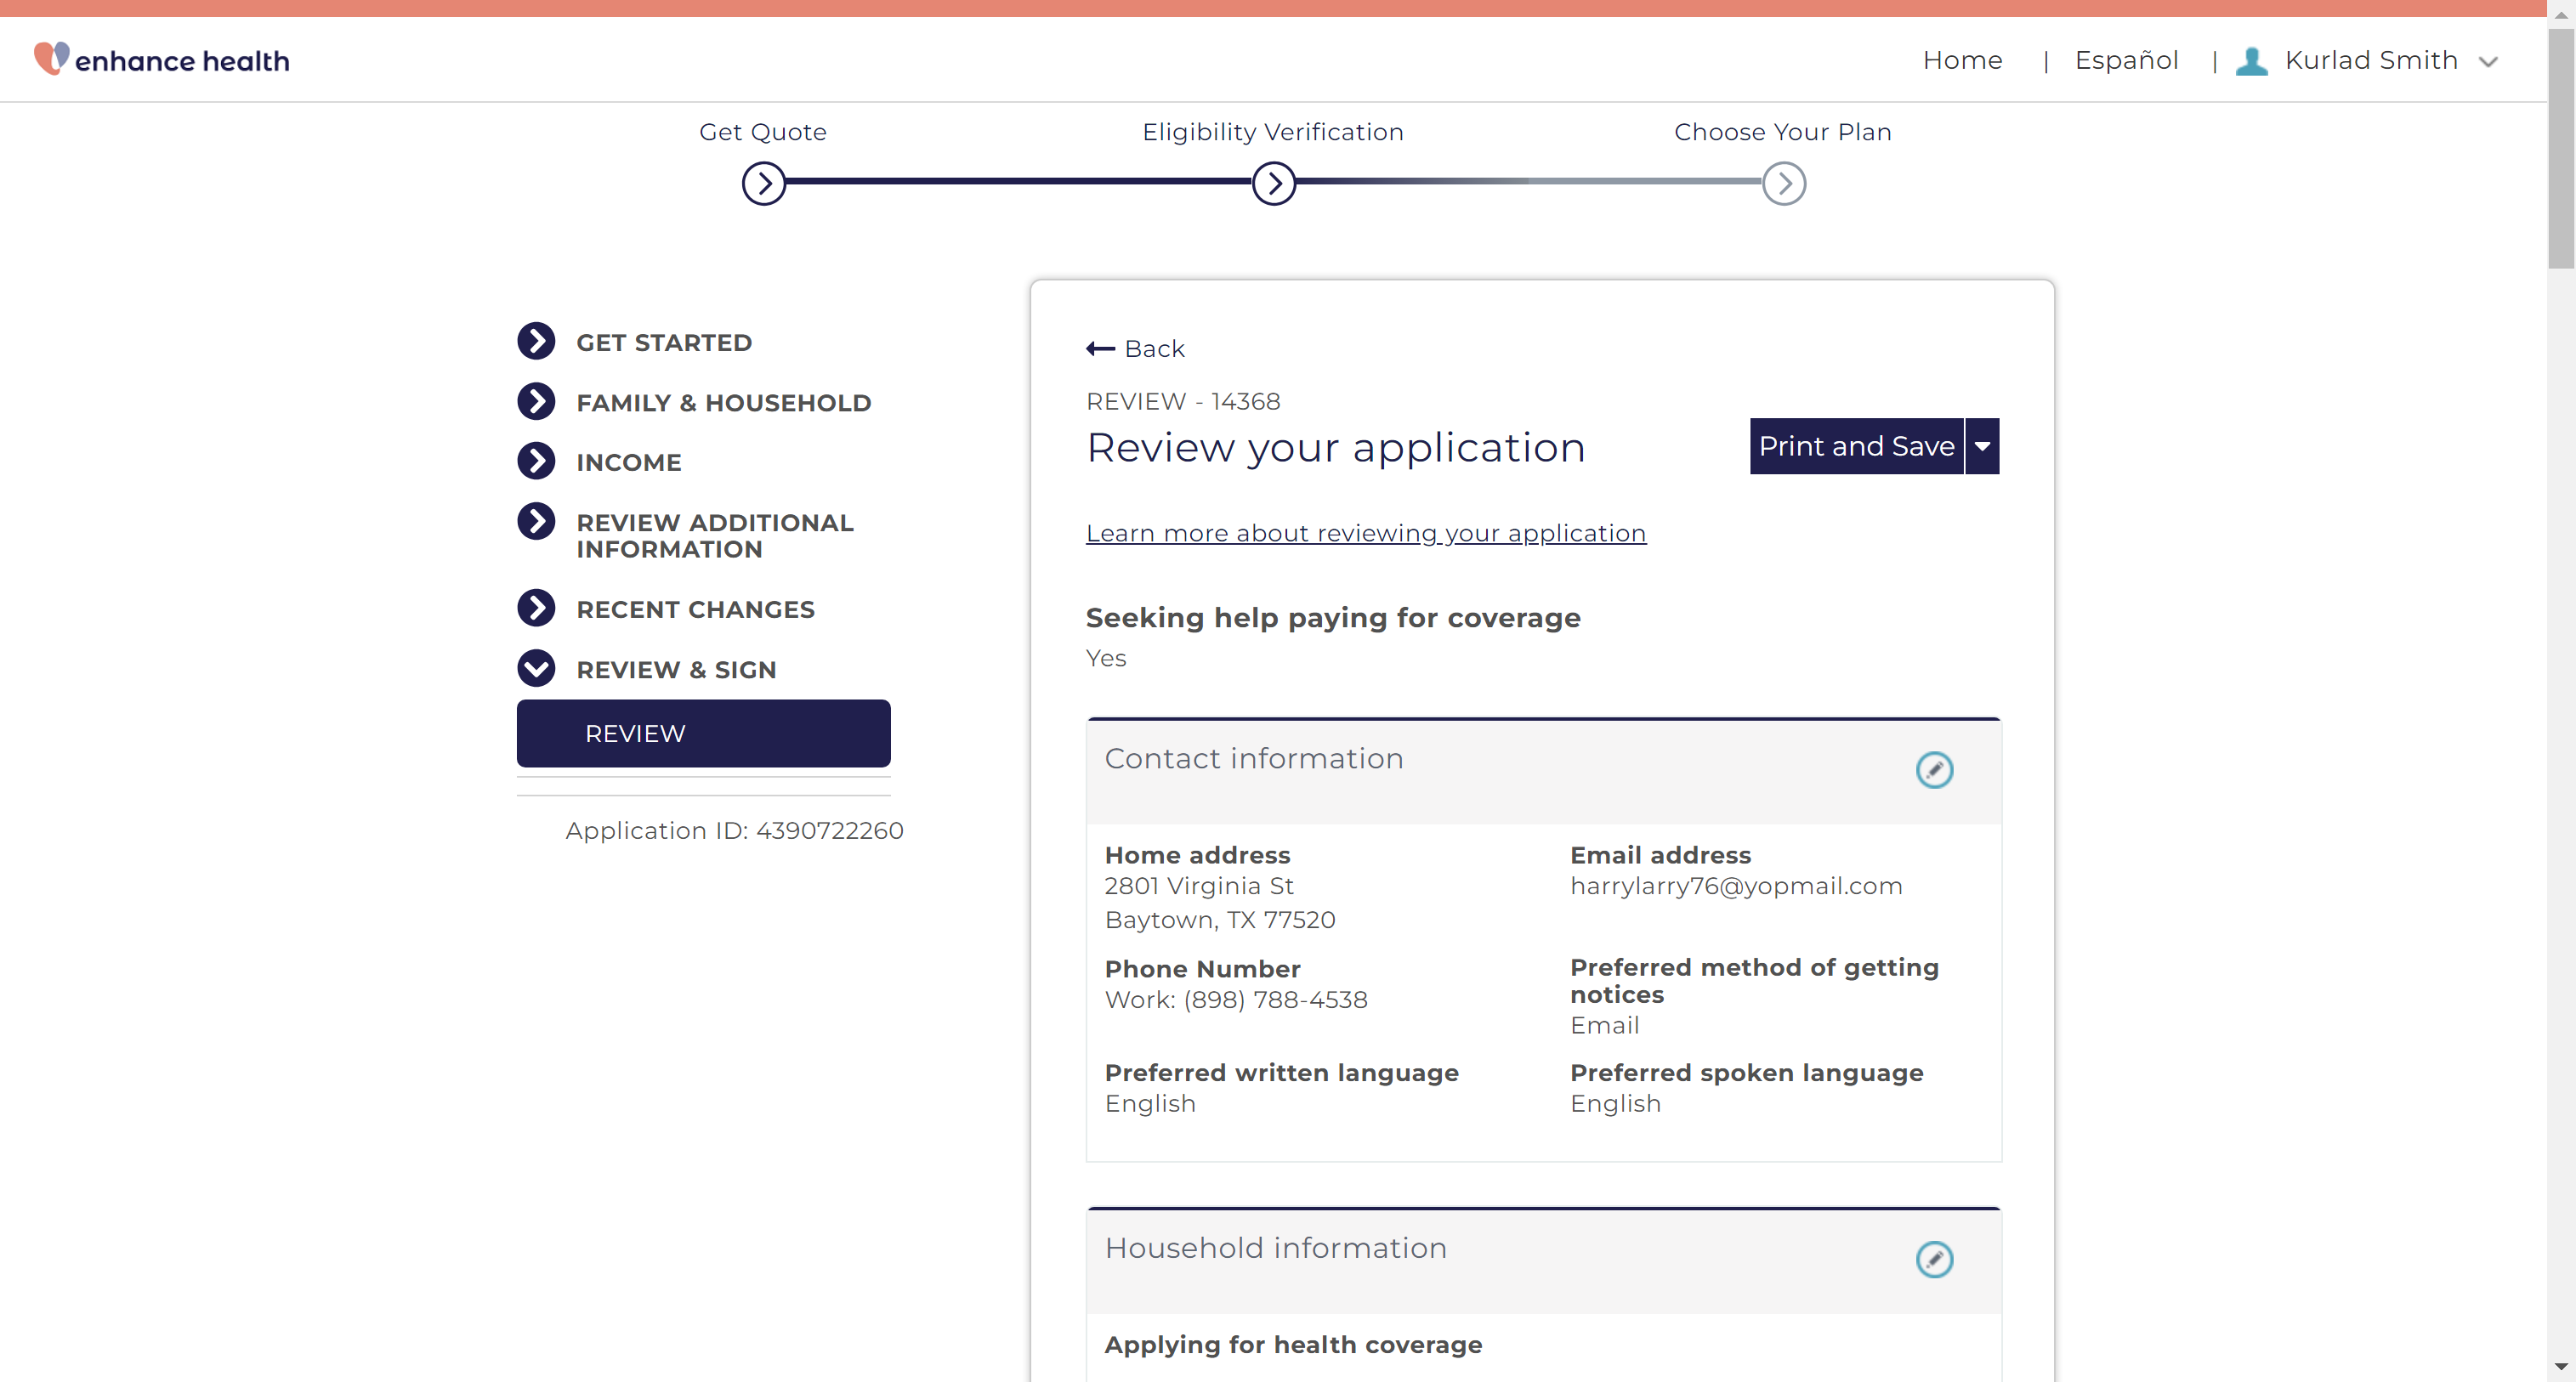 enhance health
Home | Español | Kurlad Smith
Get Quote
Eligibility Verification
Choose Your Plan
GET STARTED
FAMILY & HOUSEHOLD
INCOME
REVIEW ADDITIONAL
INFORMATION
RECENT CHANGES
REVIEW & SIGN
REVIEW
Application ID: 4390722260
Back
REVIEW - 14368
Review your application
Print and Save
Learn more about reviewing your application
Seeking help paying for coverage
Yes
Contact information
Home address
2801 Virginia St
Baytown, TX 77520
Email address
harrylarry76@yopmail.com
Phone Number
Work: (898) 788-4538
Preferred method of getting
notices
Email
Preferred written language
English
Preferred spoken language
English
Household information
Applying for health coverage